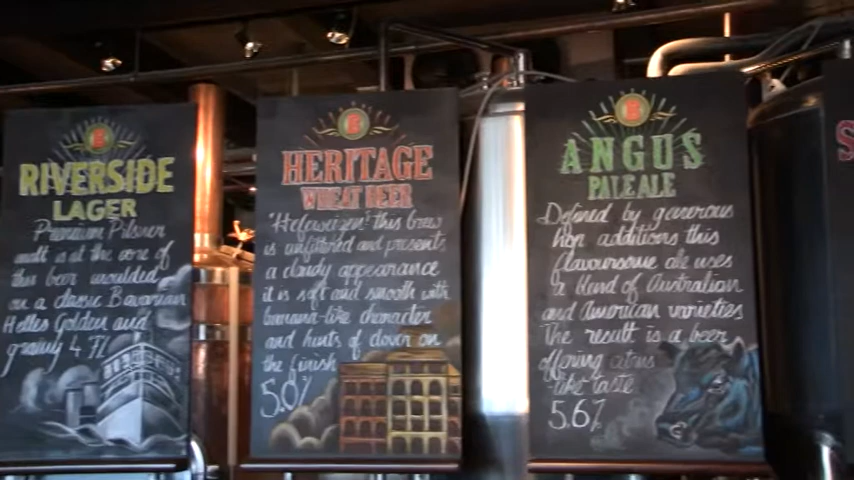 RIVERSIDE
LAGER
Premium Pilsner
malt is at the core of
this beer moulded
on a classic Bavarian
Helles Golden and
grainy 4.7%
HERITAGE
WHEAT BEER
"Hefeweizen" this brew
is unfiltered and presents
a cloudy appearance
it is soft and smooth with
banana-like character
and hints of clover on
the finish
5.0%
ANGUS
PALE ALE
Defined by generous
hop additions this
flavoursome ale uses
a blend of Australian
and American varieties
The result is a beer
offering citrus
like taste
5.6%